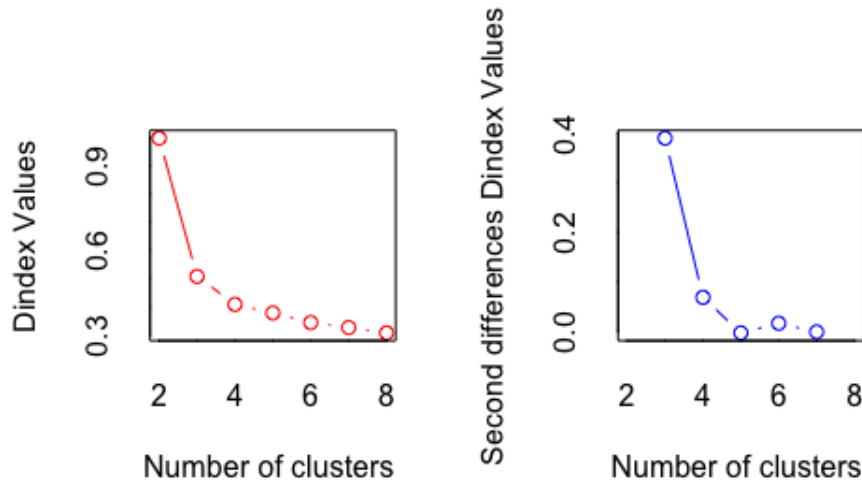 Dindex Values
0.9
0.6
0.3
2 4 6 8
Number of clusters
Second differences Dindex Values
0.4
0.2
0.0
2 4 6 8
Number of clusters